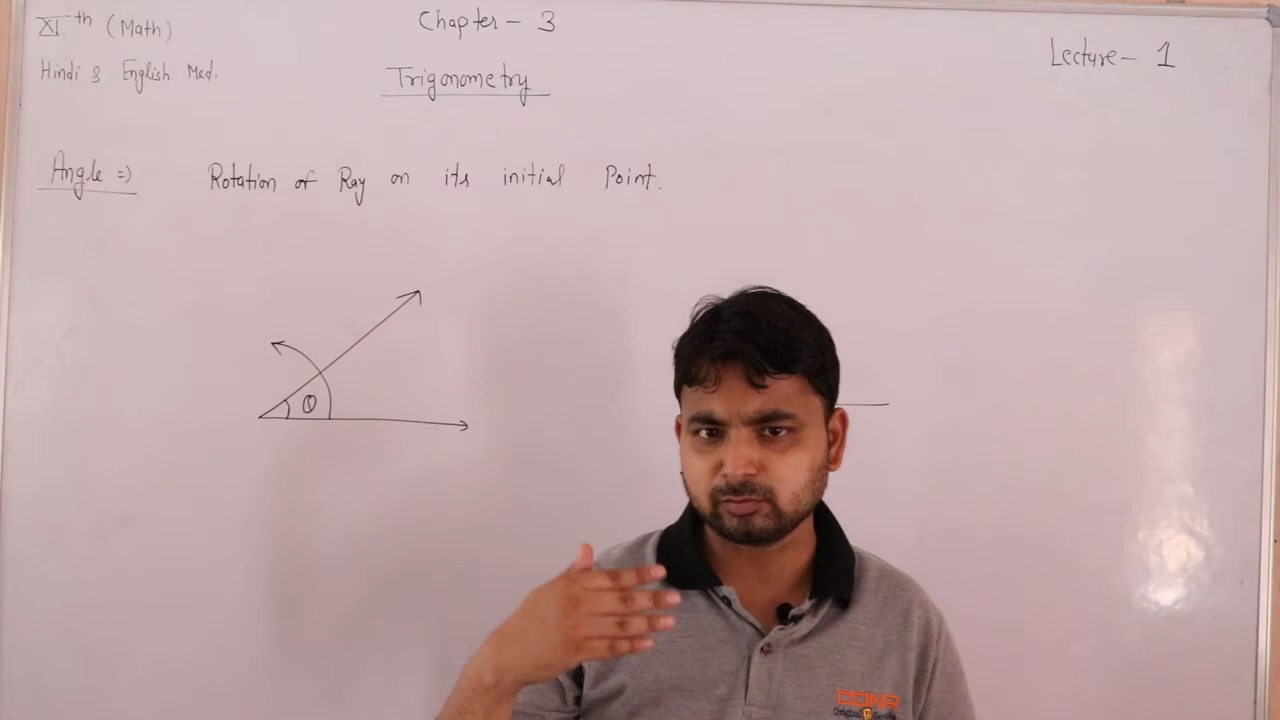 XI th (Math)
Chapter - 3
Lecture - 1
Hindi & English Med.
Trigonometry
Angle => Rotation of Ray on its initial Point.
θ